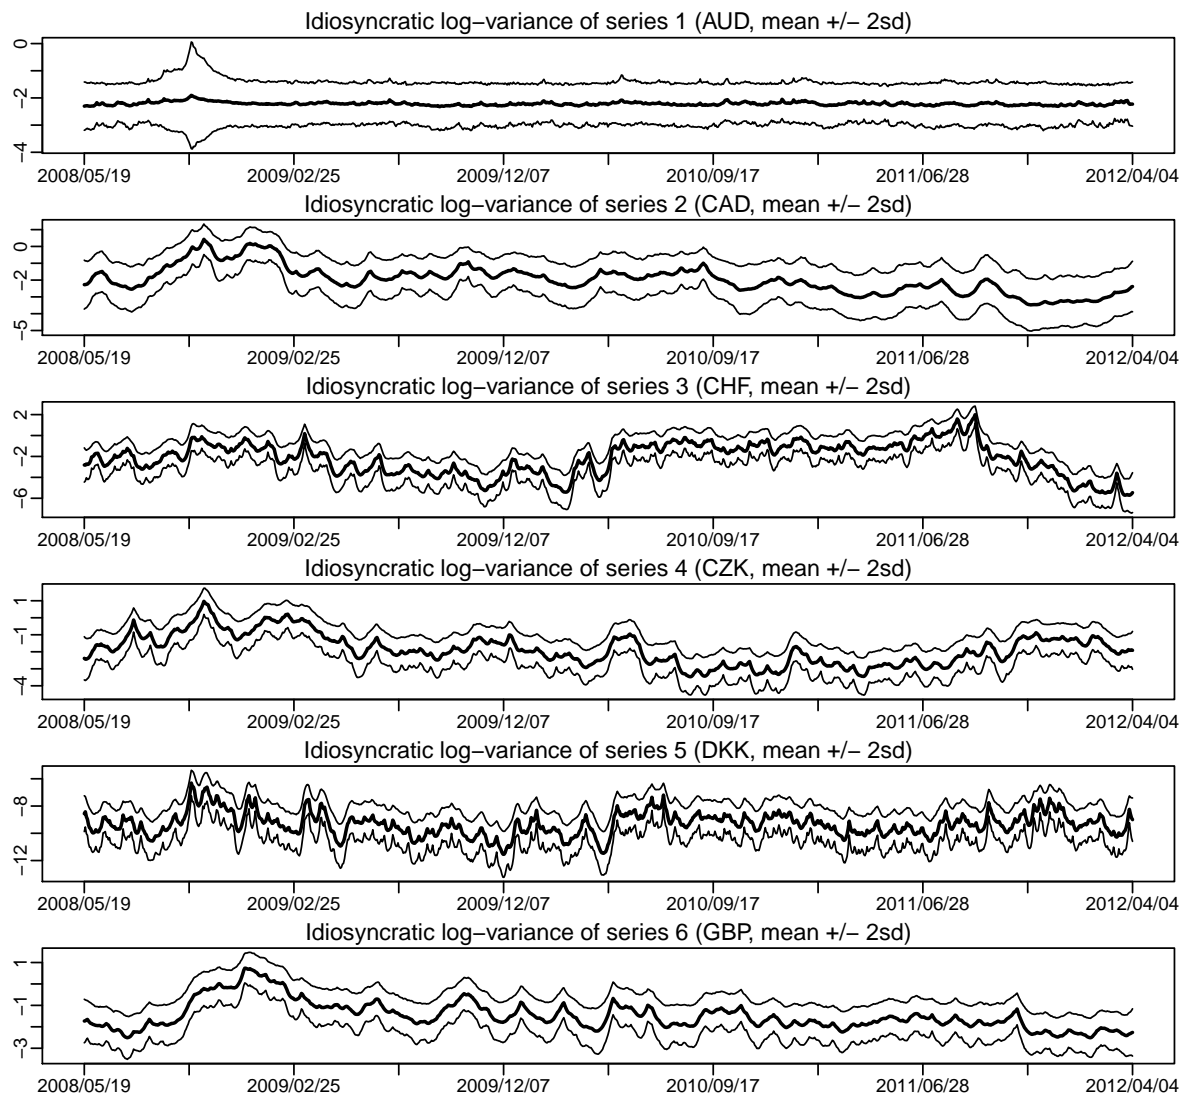 Idiosyncratic log−variance of series 1 (AUD, mean +/− 2sd)
0
−2
−4
2008/05/19 2009/02/25 2009/12/07 2010/09/17 2011/06/28 2012/04/04
Idiosyncratic log−variance of series 2 (CAD, mean +/− 2sd)
0
−2
−5
2008/05/19 2009/02/25 2009/12/07 2010/09/17 2011/06/28 2012/04/04
Idiosyncratic log−variance of series 3 (CHF, mean +/− 2sd)
2
−2
−6
2008/05/19 2009/02/25 2009/12/07 2010/09/17 2011/06/28 2012/04/04
Idiosyncratic log−variance of series 4 (CZK, mean +/− 2sd)
1
−1
−4
2008/05/19 2009/02/25 2009/12/07 2010/09/17 2011/06/28 2012/04/04
Idiosyncratic log−variance of series 5 (DKK, mean +/− 2sd)
−8
−12
2008/05/19 2009/02/25 2009/12/07 2010/09/17 2011/06/28 2012/04/04
Idiosyncratic log−variance of series 6 (GBP, mean +/− 2sd)
1
−1
−3
2008/05/19 2009/02/25 2009/12/07 2010/09/17 2011/06/28 2012/04/04